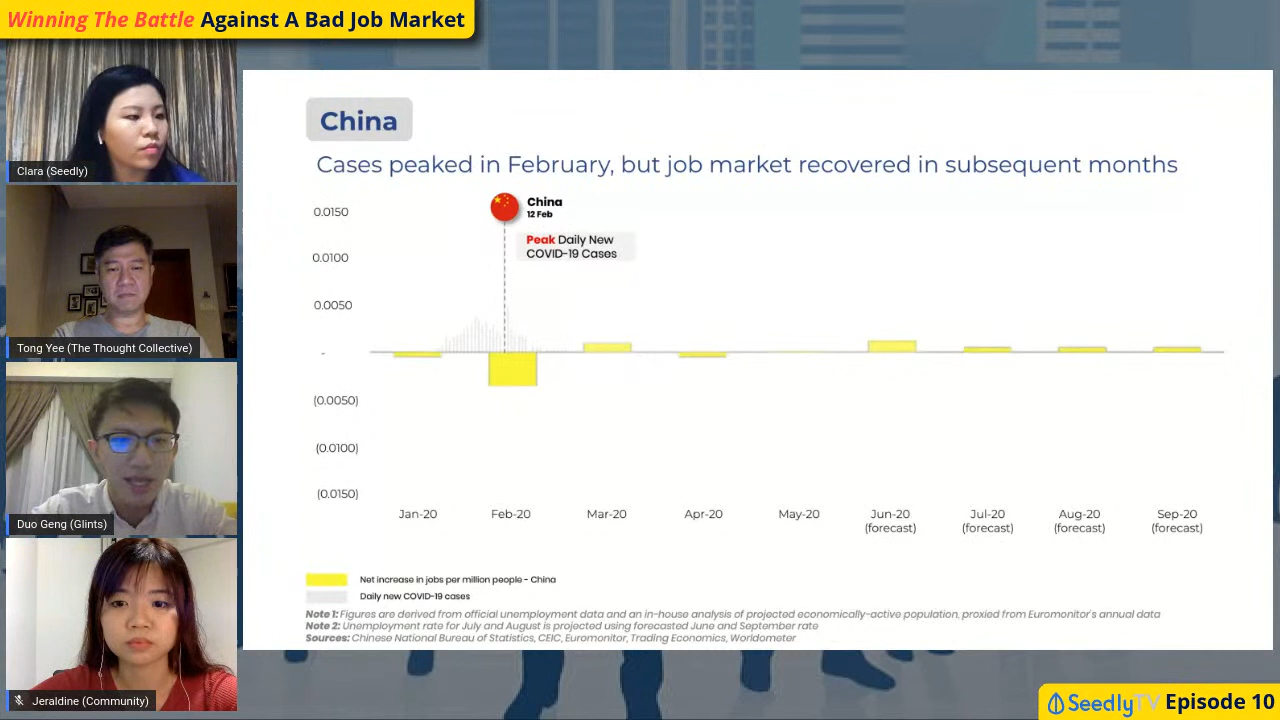 Winning The Battle Against A Bad Job Market
Clara (Seedly)
Tong Yee (The Thought Collective)
Duo Geng (Glints)
Jeraldine (Community)
China
Cases peaked in February, but job market recovered in subsequent months
China
12 Feb
Peak Daily New
COVID-19 Cases
0.0150
0.0100
0.0050
-
(0.0050)
(0.0100)
(0.0150)
Jan-20 Feb-20 Mar-20 Apr-20 May-20 Jun-20 Jul-20 Aug-20 Sep-20
(forecast) (forecast) (forecast) (forecast)
Net increase in jobs per million people - China
Daily new COVID-19 cases
Note 1: Figures are derived from official unemployment data and an in-house analysis of projected economically-active population, proxied from Euromonitor's annual data
Note 2: Unemployment rate for July and August is projected using forecasted June and September rate
Sources: Chinese National Bureau of Statistics, CEIC, Euromonitor, Trading Economics, Worldometer
SeedlyTV Episode 10